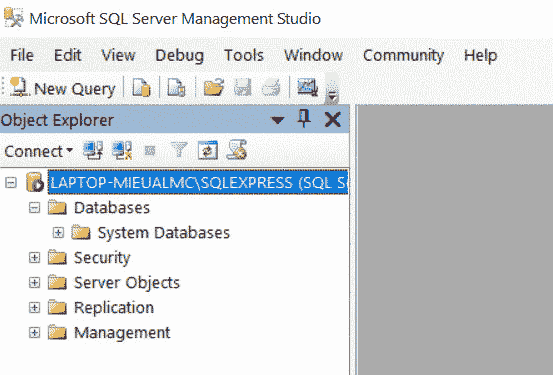 Microsoft SQL Server Management Studio
File Edit View Debug Tools Window Community Help
New Query
Object Explorer
Connect
LAPTOP-MIEUALMC\SQLEXPRESS (SQL
Databases
System Databases
Security
Server Objects
Replication
Management